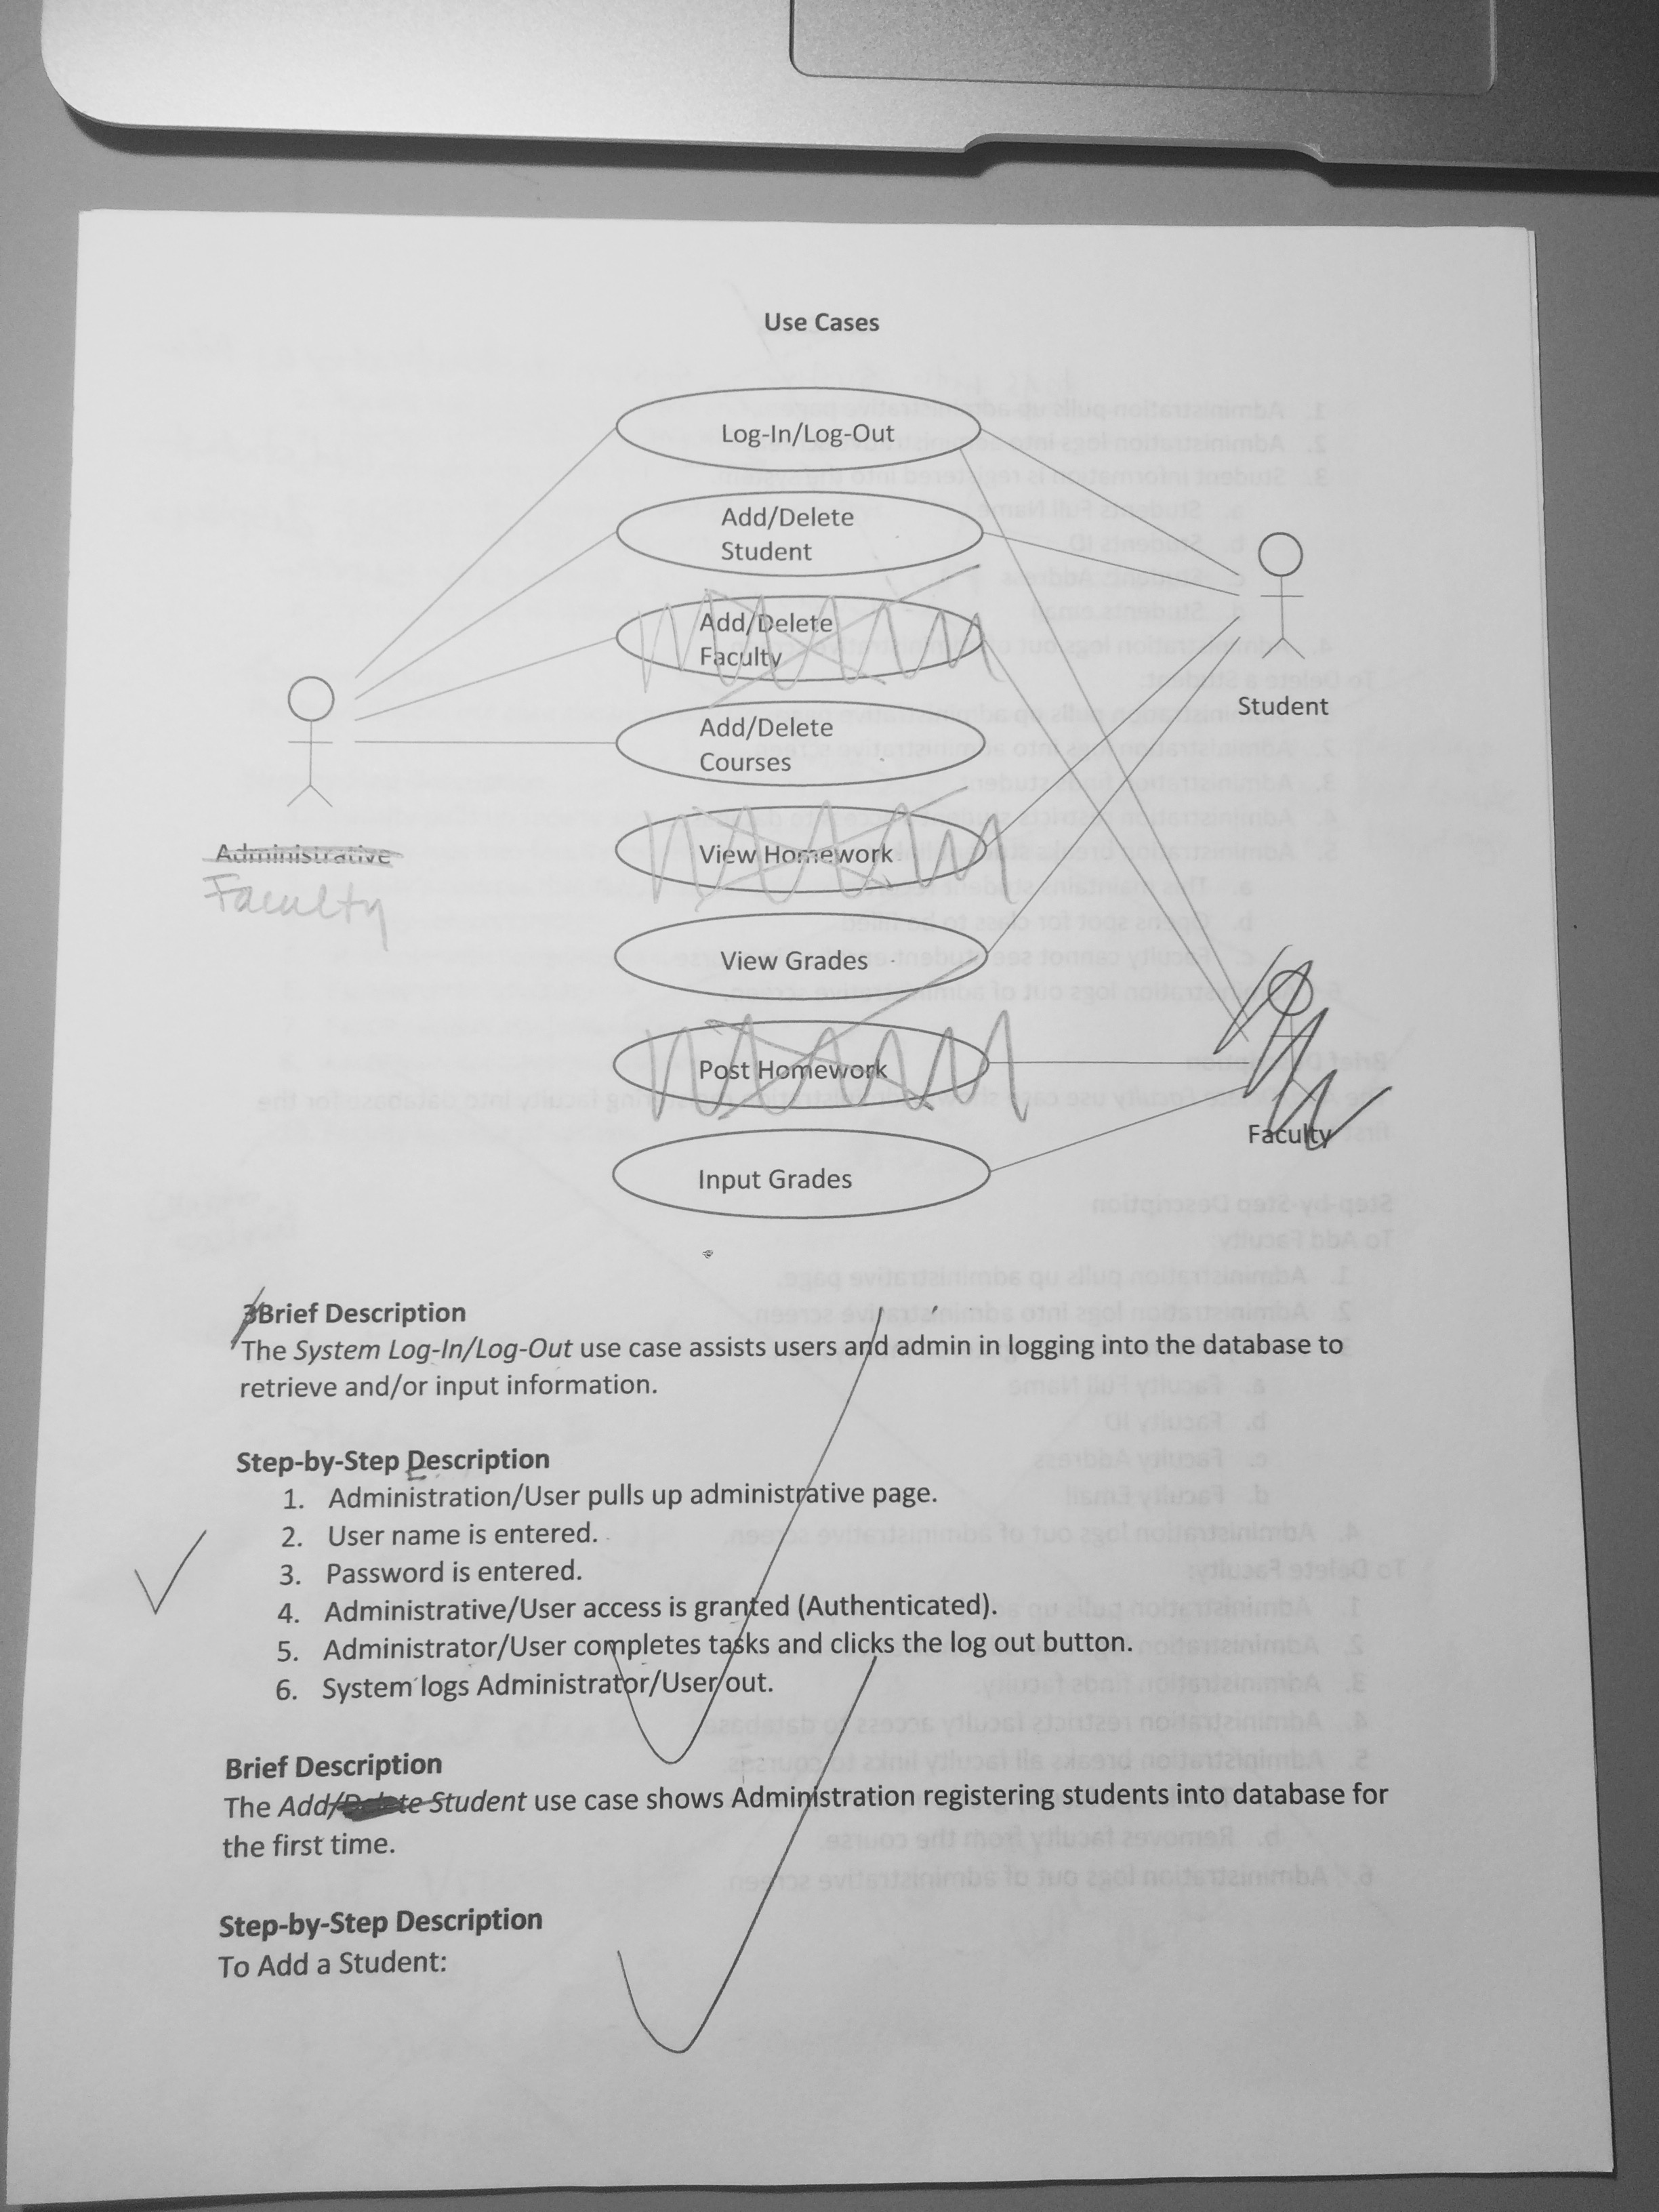 Use Cases
Log-In/Log-Out
Add/Delete
Student
Add/Delete
Faculty
Student
Add/Delete
Courses
View Homework
Administrative
Faculty
View Grades
Post Homework
Faculty
Input Grades
Brief Description
The System Log-In/Log-Out use case assists users and admin in logging into the database to
retrieve and/or input information.
Step-by-Step Description
1. Administration/User pulls up administrative page.
2. User name is entered.
3. Password is entered.
4. Administrative/User access is granted (Authenticated).
5. Administrator/User completes tasks and clicks the log out button.
6. System logs Administrator/User out.
Brief Description
The Add/Delete Student use case shows Administration registering students into database for
the first time.
Step-by-Step Description
To Add a Student: